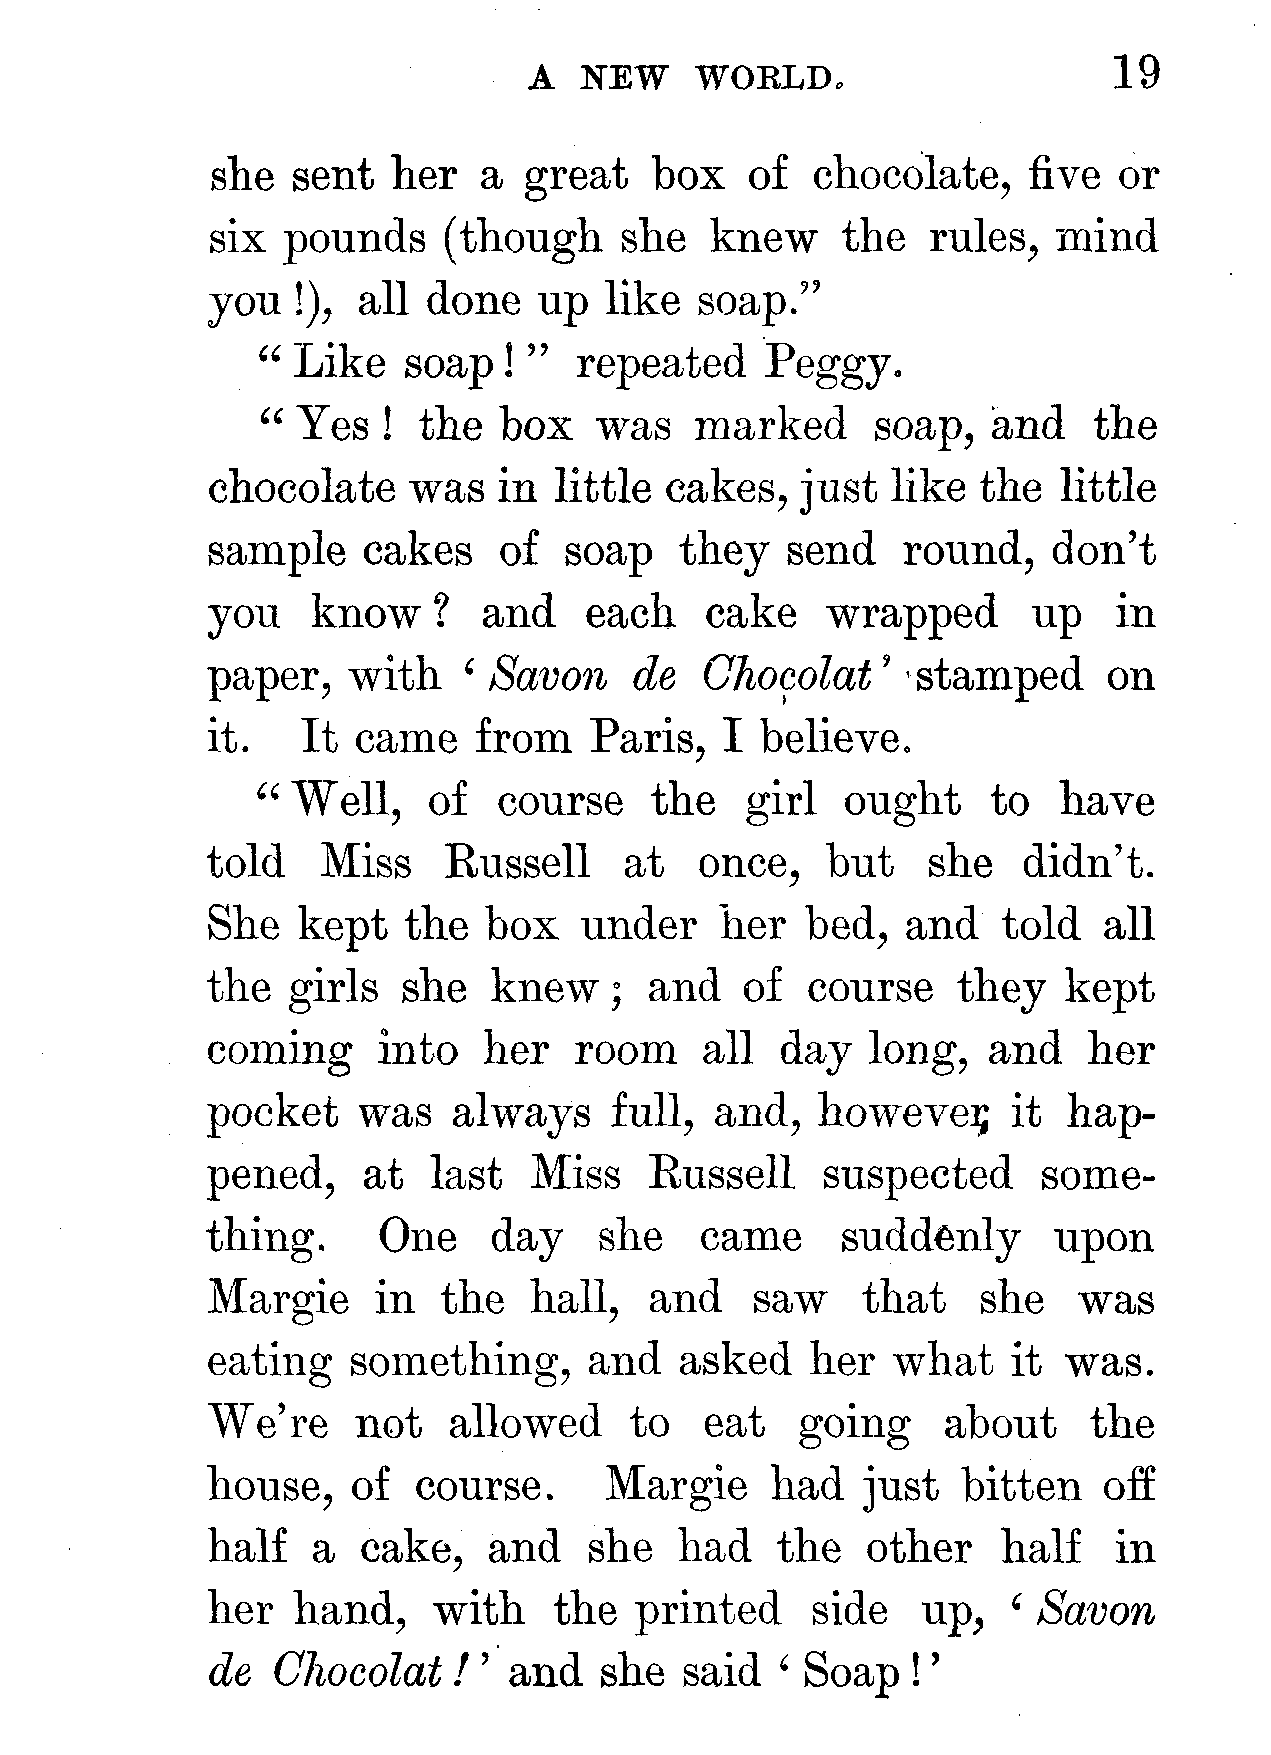 A NEW WORLD. 19
she sent her a great box of chocolate, five or
six pounds (though she knew the rules, mind
you!), all done up like soap."
"Like soap!" repeated Peggy.
"Yes! the box was marked soap, and the
chocolate was in little cakes, just like the little
sample cakes of soap they send round, don't
you know? and each cake wrapped up in
paper, with 'Savon de Chocolat' stamped on
it. It came from Paris, I believe.
"Well, of course the girl ought to have
told Miss Russell at once, but she didn't.
She kept the box under her bed, and told all
the girls she knew; and of course they kept
coming into her room all day long, and her
pocket was always full, and, however, it hap-
pened, at last Miss Russell suspected some-
thing. One day she came suddenly upon
Margie in the hall, and saw that she was
eating something, and asked her what it was.
We're not allowed to eat going about the
house, of course. Margie had just bitten off
half a cake, and she had the other half in
her hand, with the printed side up, 'Savon
de Chocolat!' and she said 'Soap!'